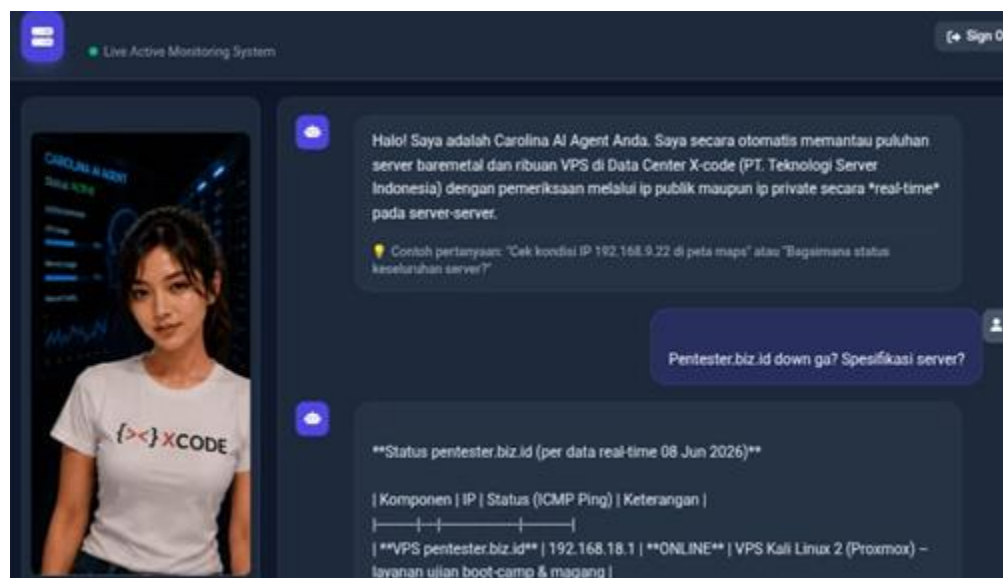 Live Active Monitoring System
Sign O
CAROLINA AI AGENT
Status: ACTIVE
{><} XCODE
Halo! Saya adalah Carolina AI Agent Anda. Saya secara otomatis memantau puluhan
server baremetal dan ribuan VPS di Data Center X-code (PT. Teknologi Server
Indonesia) dengan pemeriksaan melalui ip publik maupun ip private secara *real-time*
pada server-server.
💡 Contoh pertanyaan: "Cek kondisi IP 192.168.9.22 di peta maps" atau "Bagaimana status
keseluruhan server?"
Pentester.biz.id down ga? Spesifikasi server?
**Status pentester.biz.id (per data real-time 08 Jun 2026)**
| Komponen | IP | Status (ICMP Ping) | Keterangan |
|------|---|------------|-------|
| **VPS pentester.biz.id** | 192.168.18.1 | **ONLINE** | VPS Kali Linux 2 (Proxmox) –
layanan ujian boot-camp & magang |